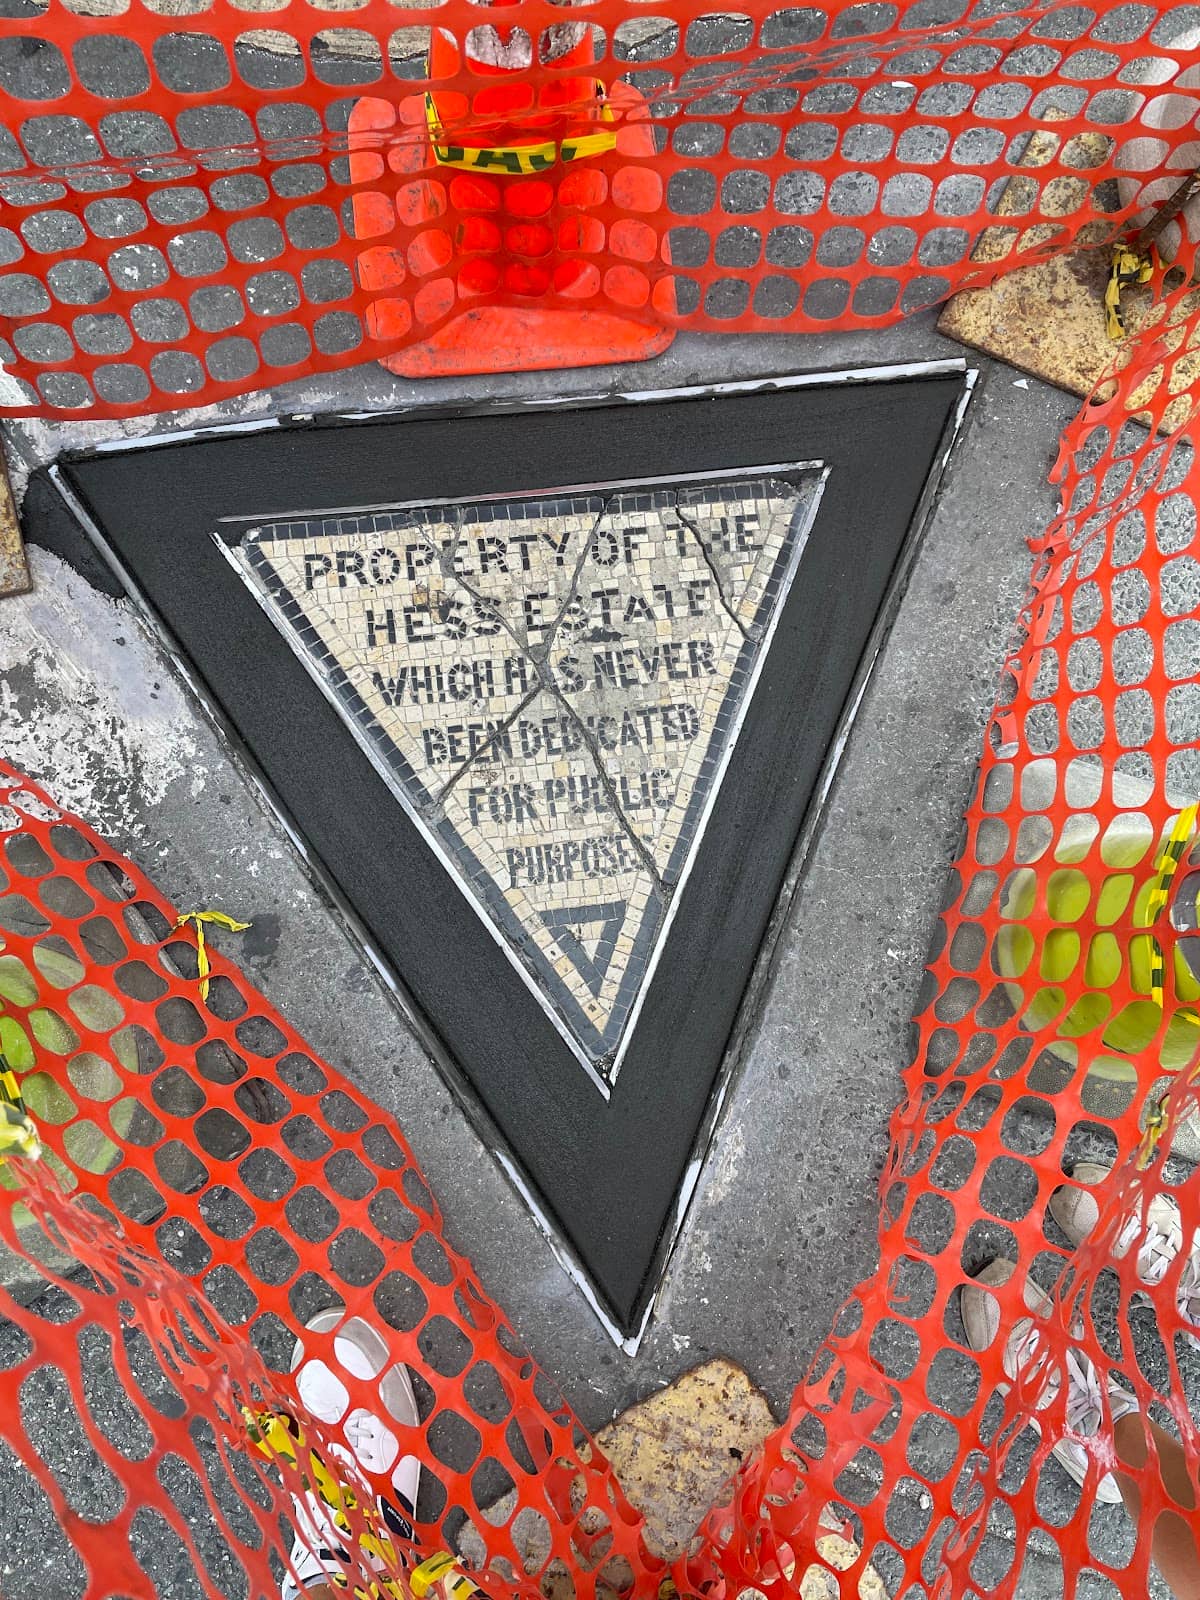 PROPERTY OF THE
HESS ESTATE
WHICH HAS NEVER
BEEN DEDICATED
FOR PUBLIC
PURPOSES